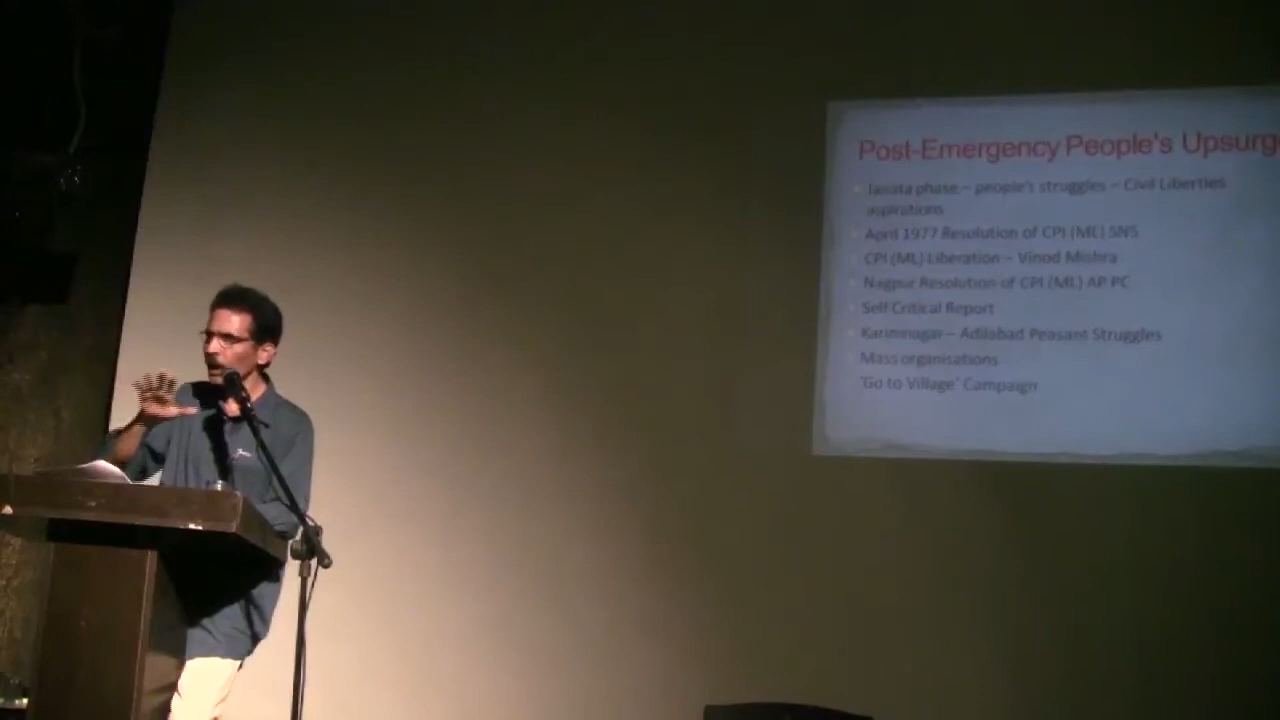 Post-Emergency People's Upsurg
Janata phase – people's struggles – Civil Liberties
aspirations
April 1977 Resolution of CPI (ML) SNS
CPI (ML) Liberation – Vinod Mishra
Nagpur Resolution of CPI (ML) AP PC
Self Critical Report
Karimnagar – Adilabad Peasant Struggles
Mass organisations
'Go to Village' Campaign